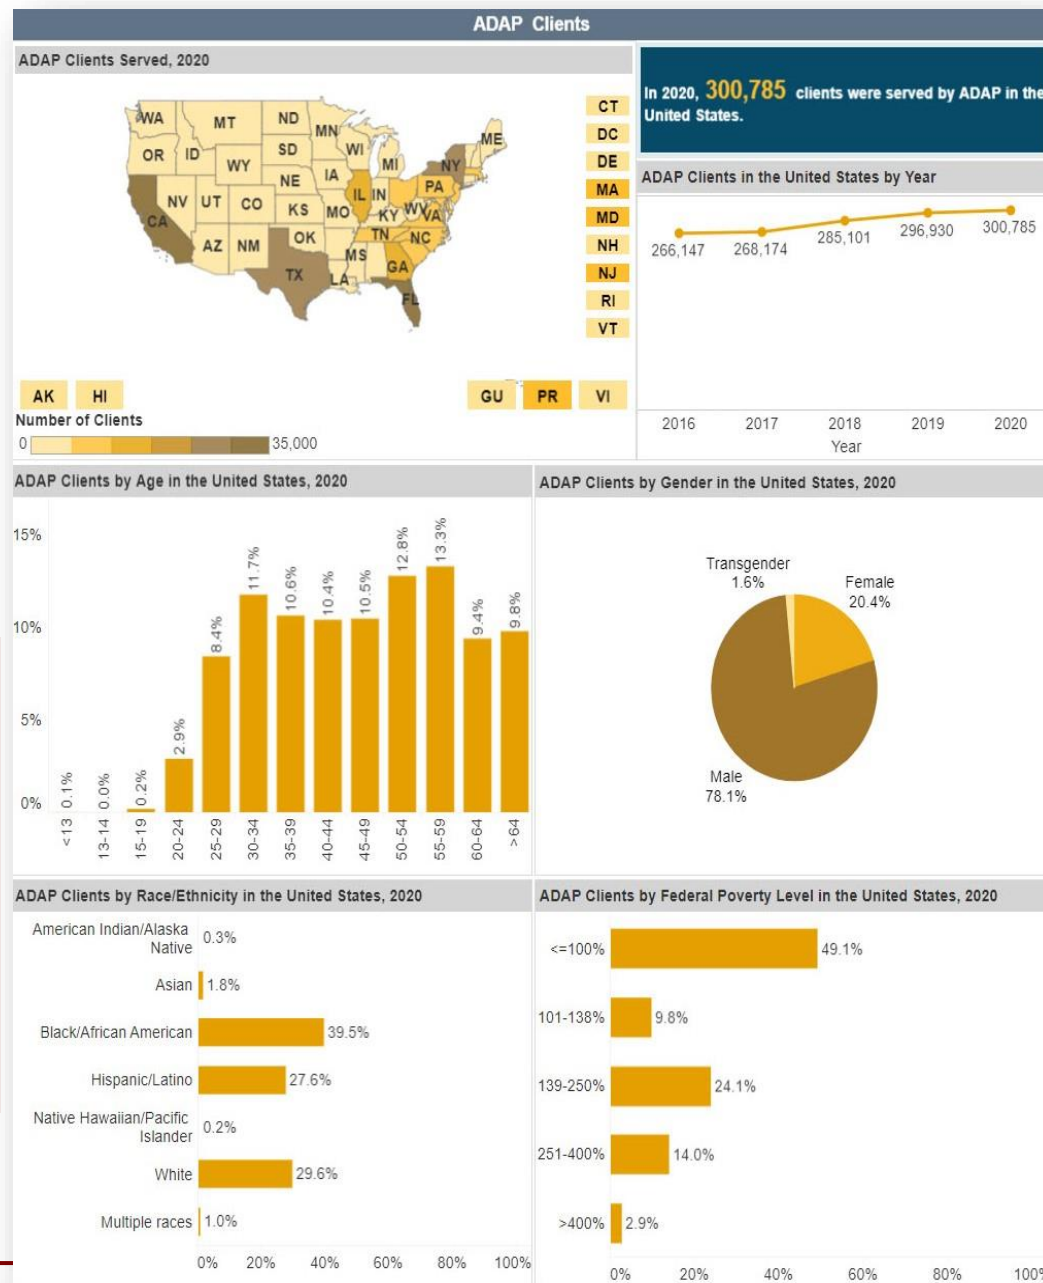 ADAP Clients
ADAP Clients Served, 2020
WA
MT
ND
MN
ME
OR
ID
WY
SD
WI
MI
NY
NV
UT
CO
NE
IA
IL
IN
PA
CA
KS
MO
KY
WV
VA
AZ
NM
OK
TN
NC
TX
MS
GA
LA
FL
CT
DC
DE
MA
MD
NH
NJ
RI
VT
AK
HI
GU
PR
VI
Number of Clients
0
35,000
In 2020, 300,785 clients were served by ADAP in the
United States.
ADAP Clients in the United States by Year
266,147
268,174
285,101
296,930
300,785
2016
2017
2018
2019
2020
Year
ADAP Clients by Age in the United States, 2020
15%
10%
5%
0%
0.1%
0.0%
0.2%
2.9%
8.4%
11.7%
10.6%
10.4%
10.5%
12.8%
13.3%
9.4%
9.8%
<13
13-14
15-19
20-24
25-29
30-34
35-39
40-44
45-49
50-54
55-59
60-64
>64
ADAP Clients by Gender in the United States, 2020
Transgender
1.6%
Female
20.4%
Male
78.1%
ADAP Clients by Race/Ethnicity in the United States, 2020
American Indian/Alaska
Native
0.3%
Asian
1.8%
Black/African American
39.5%
Hispanic/Latino
27.6%
Native Hawaiian/Pacific
Islander
0.2%
White
29.6%
Multiple races
1.0%
0%
20%
40%
60%
80%
100%
ADAP Clients by Federal Poverty Level in the United States, 2020
<=100%
49.1%
101-138%
9.8%
139-250%
24.1%
251-400%
14.0%
>400%
2.9%
0%
20%
40%
60%
80%
100%